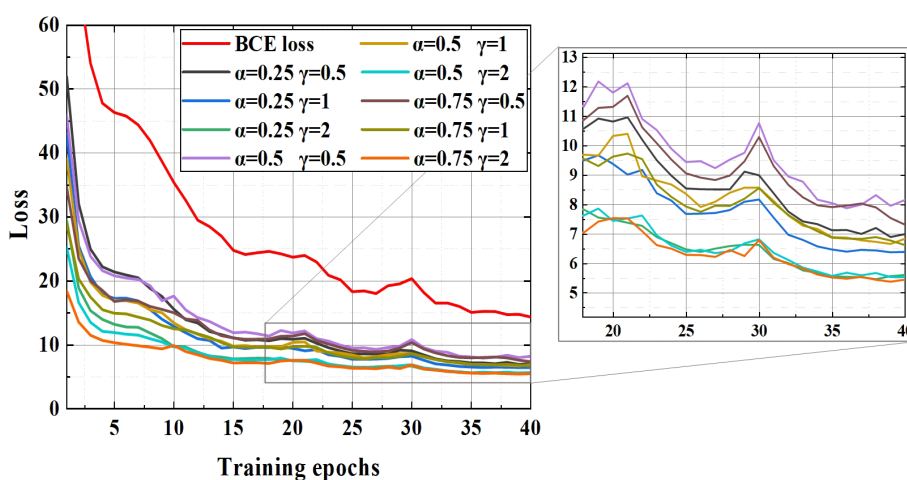 60
50
40
30
20
10
0
Loss
5 10 15 20 25 30 35 40
Training epochs
BCE loss
α=0.25 γ=0.5
α=0.25 γ=1
α=0.25 γ=2
α=0.5 γ=0.5
α=0.5 γ=1
α=0.5 γ=2
α=0.75 γ=0.5
α=0.75 γ=1
α=0.75 γ=2
13
12
11
10
9
8
7
6
5
20 25 30 35 40